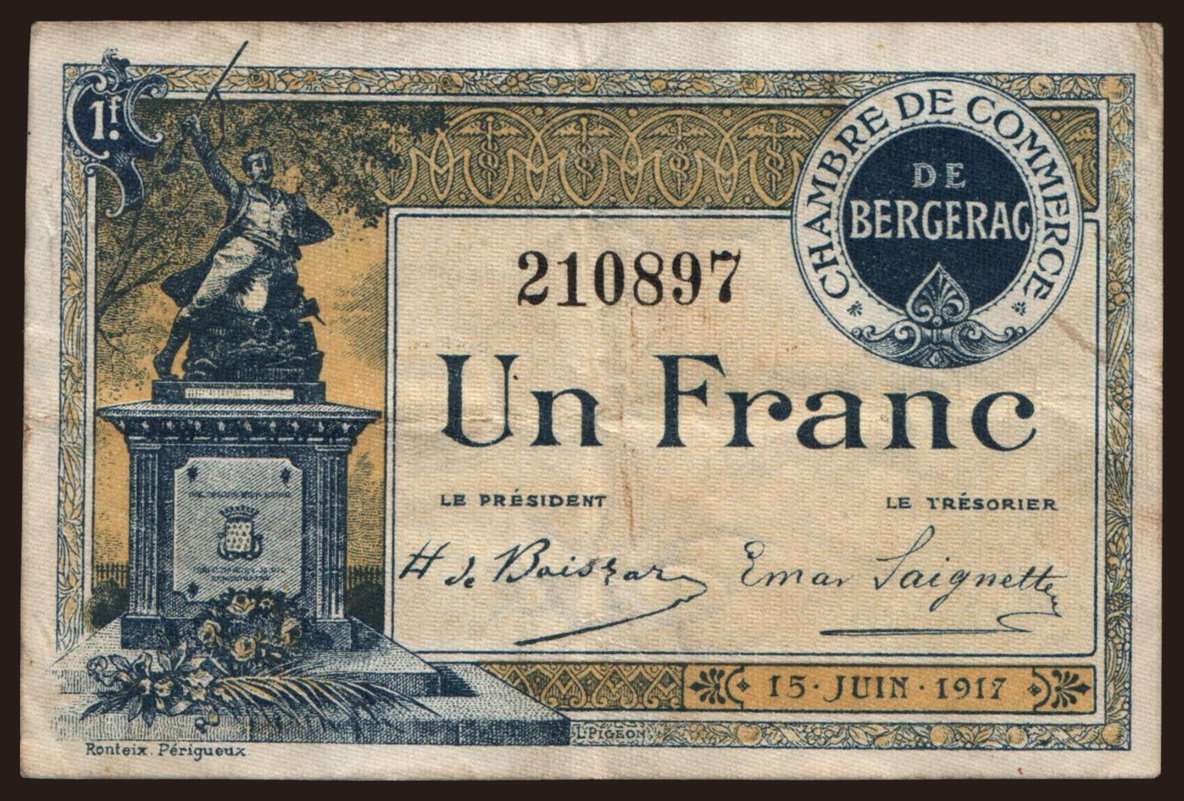 1f.
CHAMBRE DE COMMERCE
DE
BERGERAC
210897
Un Franc
LE PRÉSIDENT
LE TRÉSORIER
H de Boiszar
Emar Saignette
15·JUIN·1917
L.PIGEON
Ronteix. Périgueux